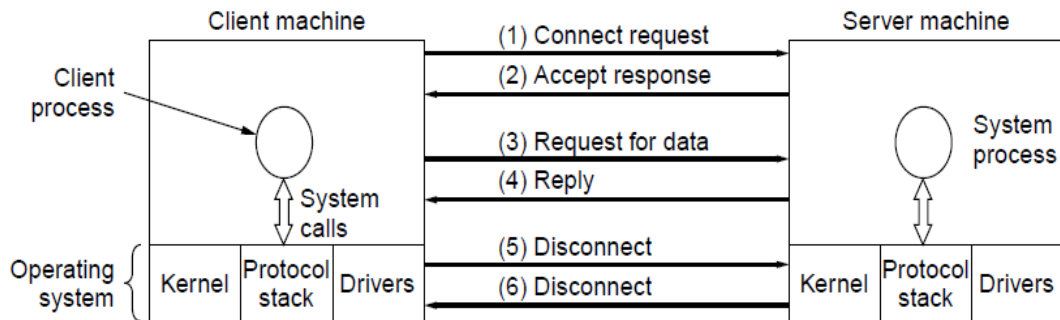 Client machine
Server machine
(1) Connect request
(2) Accept response
Client
process
(3) Request for data
System
process
(4) Reply
System
calls
(5) Disconnect
Operating
system
Kernel
Protocol
stack
Drivers
(6) Disconnect
Kernel
Protocol
stack
Drivers